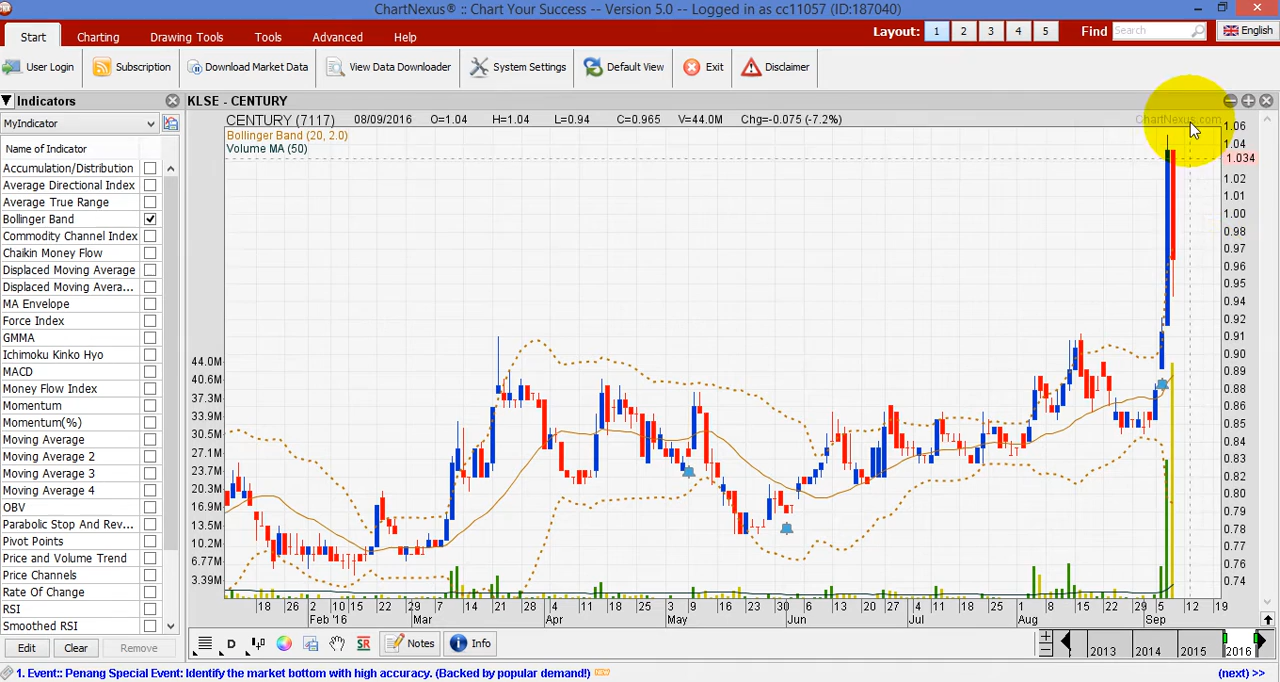 ChartNexus® :: Chart Your Success -- Version 5.0 -- Logged in as cc11057 (ID:187040)
Start Charting Drawing Tools Tools Advanced Help Layout: 1 2 3 4 5 Find Search English
User Login Subscription Download Market Data View Data Downloader System Settings Default View Exit Disclaimer
Indicators
KLSE - CENTURY
MyIndicator
Name of Indicator
Accumulation/Distribution
Average Directional Index
Average True Range
Bollinger Band
Commodity Channel Index
Chaikin Money Flow
Displaced Moving Average
Displaced Moving Avera...
MA Envelope
Force Index
GMMA
Ichimoku Kinko Hyo
MACD
Money Flow Index
Momentum
Momentum(%)
Moving Average
Moving Average 2
Moving Average 3
Moving Average 4
OBV
Parabolic Stop And Rev...
Pivot Points
Price and Volume Trend
Price Channels
Rate Of Change
RSI
Smoothed RSI
Edit Clear Remove
CENTURY (7117) 08/09/2016 O=1.04 H=1.04 L=0.94 C=0.965 V=44.0M Chg=-0.075 (-7.2%) ChartNexus.com
Bollinger Band (20, 2.0)
Volume MA (50)
44.0M
40.6M
37.3M
33.9M
30.5M
27.1M
23.7M
20.3M
16.9M
13.5M
10.2M
6.77M
3.39M
1.06
1.04
1.034
1.02
1.01
1.00
0.98
0.97
0.96
0.95
0.94
0.92
0.91
0.90
0.89
0.88
0.86
0.85
0.84
0.83
0.82
0.80
0.79
0.78
0.77
0.76
0.74
18 26 2 10 15 22 29 7 14 21 28 4 11 18 25 3 9 16 23 30 6 13 20 27 4 11 18 25 1 8 15 22 29 5 12 19
Feb '16 Mar Apr May Jun Jul Aug Sep
D SR Notes Info 2013 2014 2015 2016
1. Event:: Penang Special Event: Identify the market bottom with high accuracy. (Backed by popular demand!) NEW (next) >>